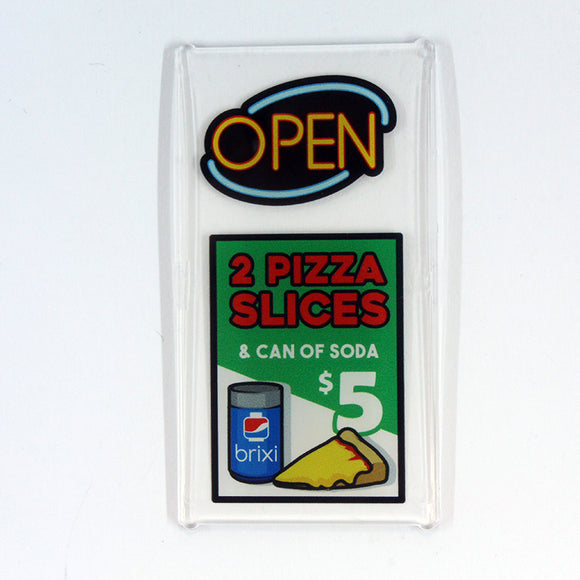 OPEN
2 PIZZA
SLICES
& CAN OF SODA
$5
brixi